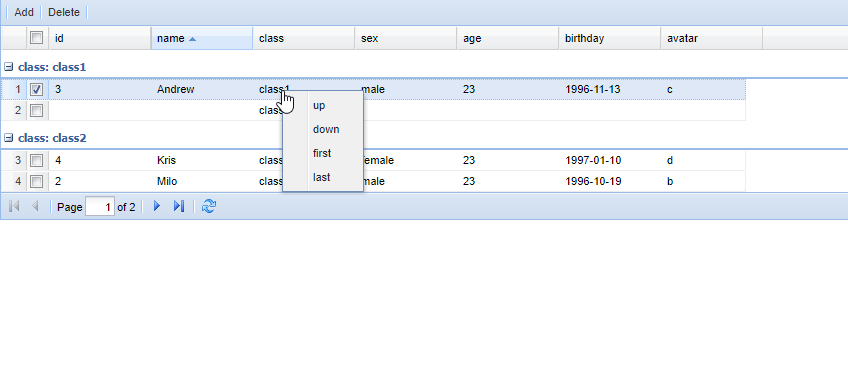 Add Delete
id name class sex age birthday avatar
class: class1
1 3 Andrew class1 male 23 1996-11-13 c
up
2 class
down
class: class2
first
3 4 Kris class female 23 1997-01-10 d
last
4 2 Milo class male 23 1996-10-19 b
Page 1 of 2